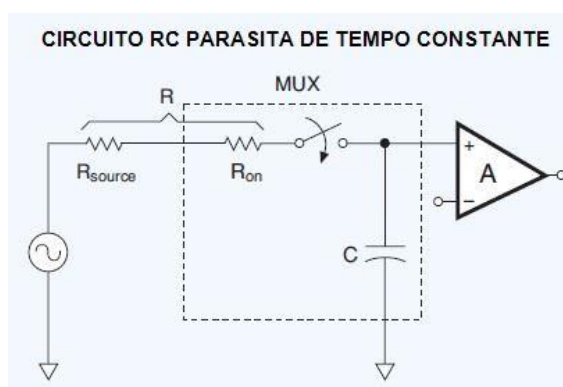 CIRCUITO RC PARASITA DE TEMPO CONSTANTE
MUX
R
Rsource
Ron
+
A
−
C